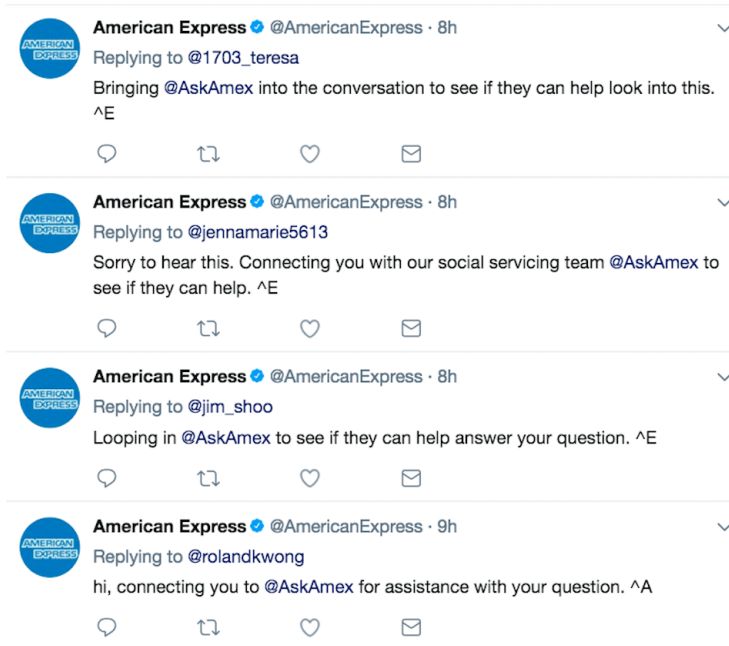 American Express @AmericanExpress · 8h
AMERICAN
EXPRESS
Replying to @1703_teresa
Bringing @AskAmex into the conversation to see if they can help look into this.
^E
American Express @AmericanExpress · 8h
AMERICAN
EXPRESS
Replying to @jennamarie5613
Sorry to hear this. Connecting you with our social servicing team @AskAmex to
see if they can help. ^E
American Express @AmericanExpress · 8h
AMERICAN
EXPRESS
Replying to @jim_shoo
Looping in @AskAmex to see if they can help answer your question. ^E
American Express @AmericanExpress · 9h
AMERICAN
EXPRESS
Replying to @rolandkwong
hi, connecting you to @AskAmex for assistance with your question. ^A